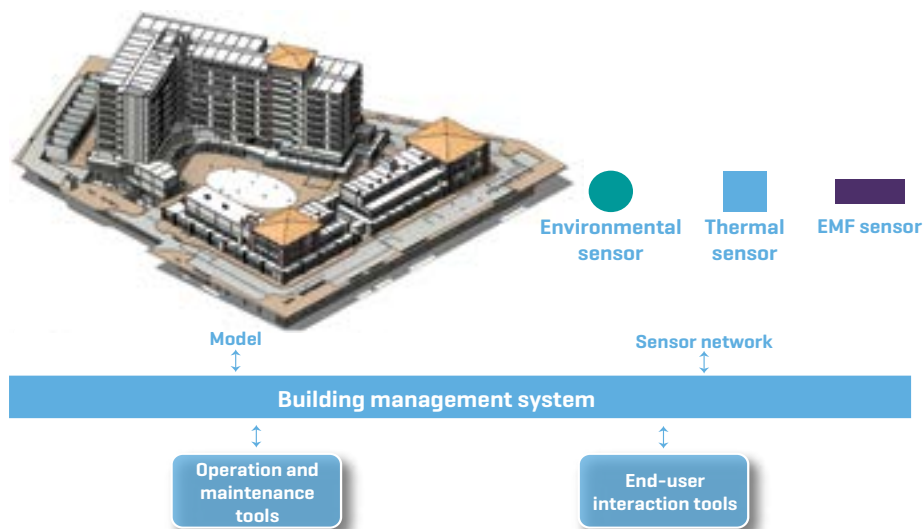 Environmental
sensor
Thermal
sensor
EMF sensor
Model
Sensor network
Building management system
Operation and
maintenance
tools
End-user
interaction tools